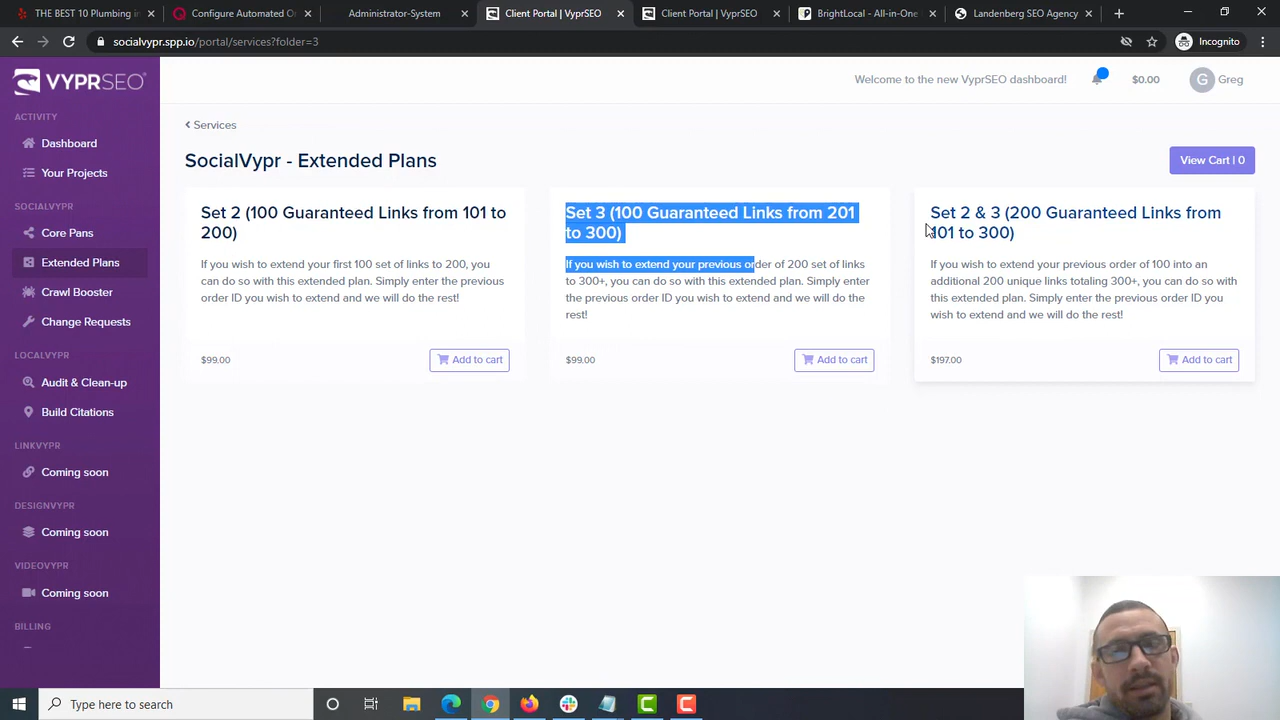 THE BEST 10 Plumbing in
Configure Automated O
Administrator-System
Client Portal | VyprSEO
Client Portal | VyprSEO
BrightLocal - All-in-One
Landenberg SEO Agency
socialvypr.spp.io/portal/services?folder=3
Incognito
VYPRSEO
Welcome to the new VyprSEO dashboard!
$0.00
G
Greg
ACTIVITY
Dashboard
Your Projects
SOCIALVYPR
Core Pans
Extended Plans
Crawl Booster
Change Requests
LOCALVYPR
Audit & Clean-up
Build Citations
LINKVYPR
Coming soon
DESIGNVYPR
Coming soon
VIDEOVYPR
Coming soon
BILLING
Services
SocialVypr - Extended Plans
View Cart | 0
Set 2 (100 Guaranteed Links from 101 to
200)
If you wish to extend your first 100 set of links to 200, you
can do so with this extended plan. Simply enter the previous
order ID you wish to extend and we will do the rest!
$99.00
Add to cart
Set 3 (100 Guaranteed Links from 201
to 300)
If you wish to extend your previous order of 200 set of links
to 300+, you can do so with this extended plan. Simply enter
the previous order ID you wish to extend and we will do the
rest!
$99.00
Add to cart
Set 2 & 3 (200 Guaranteed Links from
101 to 300)
If you wish to extend your previous order of 100 into an
additional 200 unique links totaling 300+, you can do so with
this extended plan. Simply enter the previous order ID you
wish to extend and we will do the rest!
$197.00
Add to cart
Type here to search